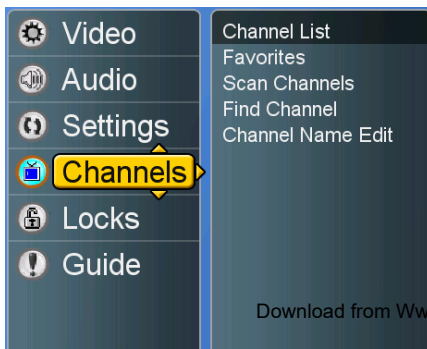 Video
Audio
Settings
Channels
Locks
Guide
Channel List
Favorites
Scan Channels
Find Channel
Channel Name Edit
Download from Ww